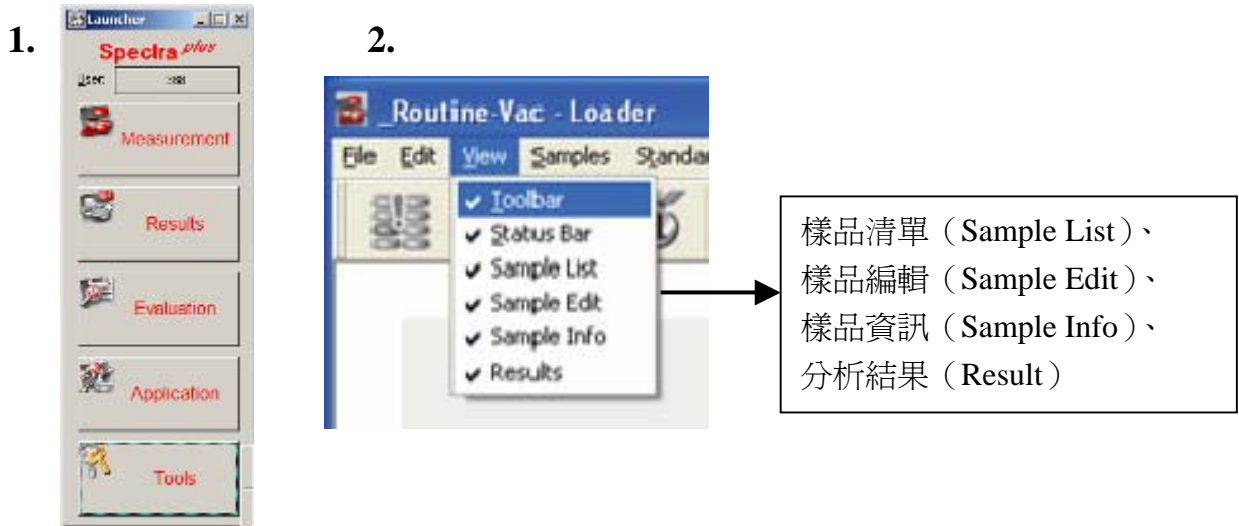 1.
Launcher
Spectra plus
User:
Measurement
Results
Evaluation
Application
Tools
2.
_Routine-Vac - Loader
File Edit View Samples
Toolbar
Status Bar
Sample List
Sample Edit
Sample Info
Results
樣品清單（Sample List）、
樣品編輯（Sample Edit）、
樣品資訊（Sample Info）、
分析結果（Result）